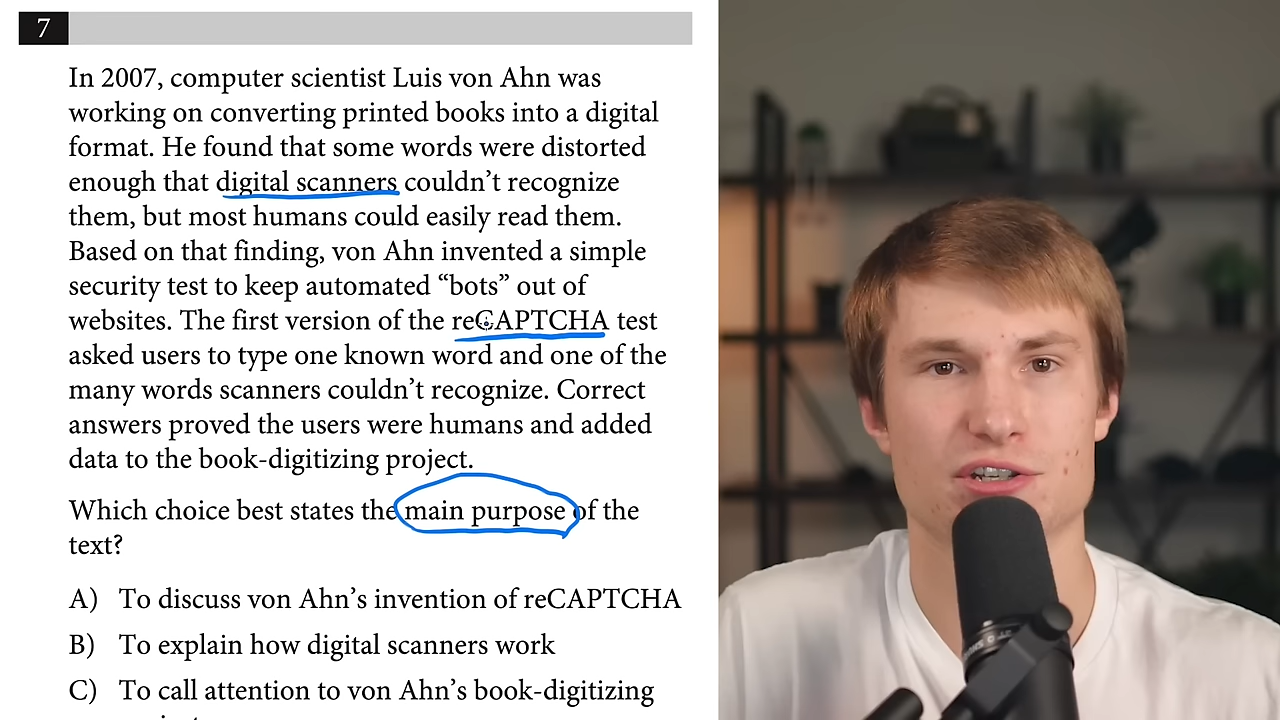 7
In 2007, computer scientist Luis von Ahn was
working on converting printed books into a digital
format. He found that some words were distorted
enough that digital scanners couldn’t recognize
them, but most humans could easily read them.
Based on that finding, von Ahn invented a simple
security test to keep automated “bots” out of
websites. The first version of the reCAPTCHA test
asked users to type one known word and one of the
many words scanners couldn’t recognize. Correct
answers proved the users were humans and added
data to the book-digitizing project.
Which choice best states the main purpose of the
text?
A) To discuss von Ahn’s invention of reCAPTCHA
B) To explain how digital scanners work
C) To call attention to von Ahn’s book-digitizing